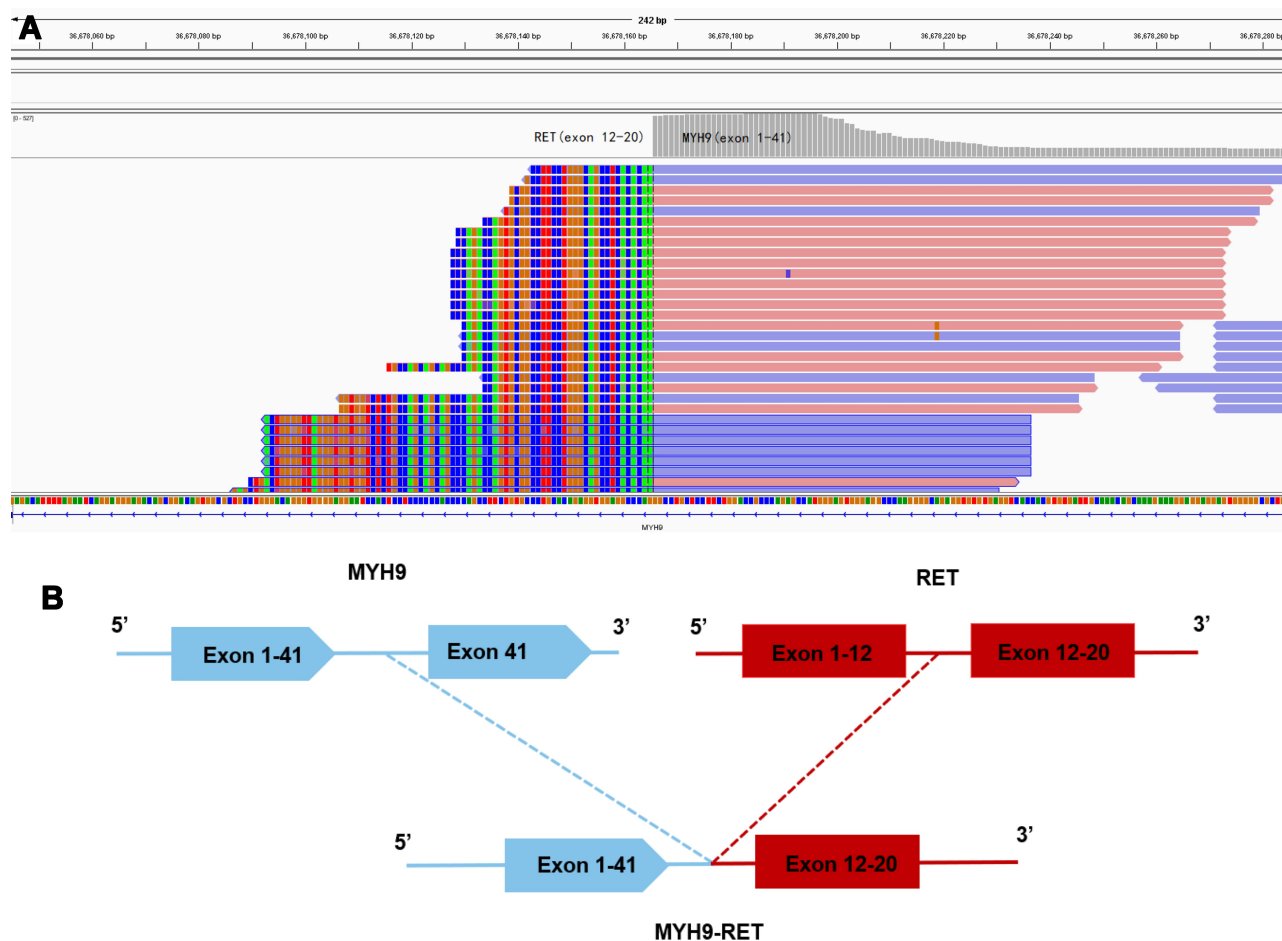 A
242 bp
36,678,060 bp 36,678,080 bp 36,678,100 bp 36,678,120 bp 36,678,140 bp 36,678,160 bp 36,678,180 bp 36,678,200 bp 36,678,220 bp 36,678,240 bp 36,678,260 bp 36,678,280 bp
[0 - 527]
RET(exon 12-20) MYH9(exon 1-41)
MYH9
B
MYH9 RET
5' 3' 5' 3'
Exon 1-41 Exon 41 Exon 1-12 Exon 12-20
5' 3'
Exon 1-41 Exon 12-20
MYH9-RET